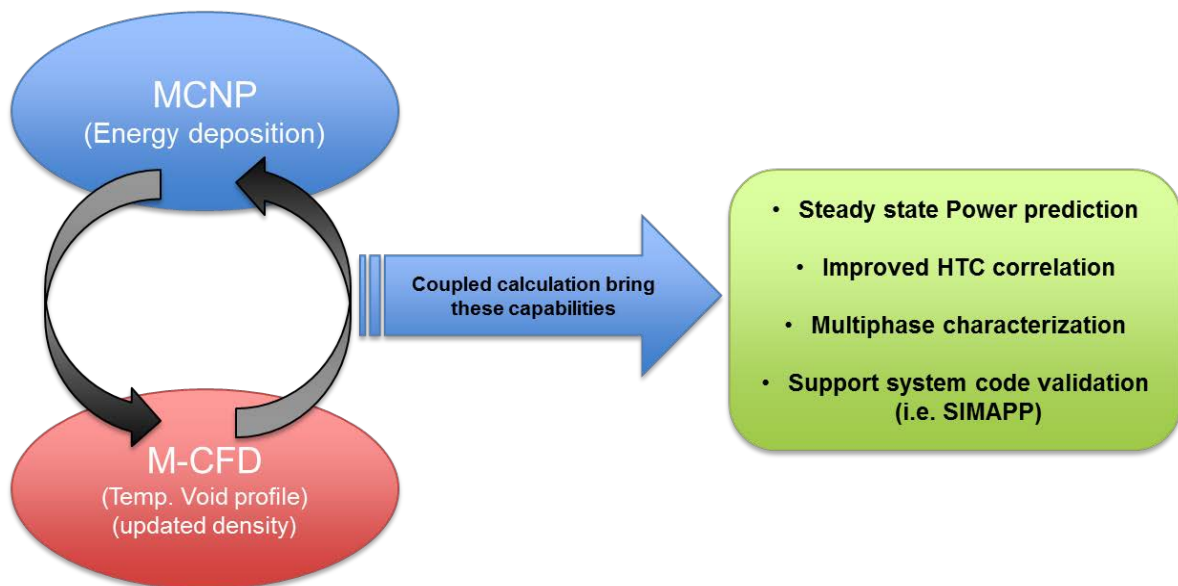 MCNP
(Energy deposition)
Coupled calculation bring
these capabilities
• Steady state Power prediction
• Improved HTC correlation
• Multiphase characterization
• Support system code validation
(i.e. SIMAPP)
M-CFD
(Temp. Void profile)
(updated density)